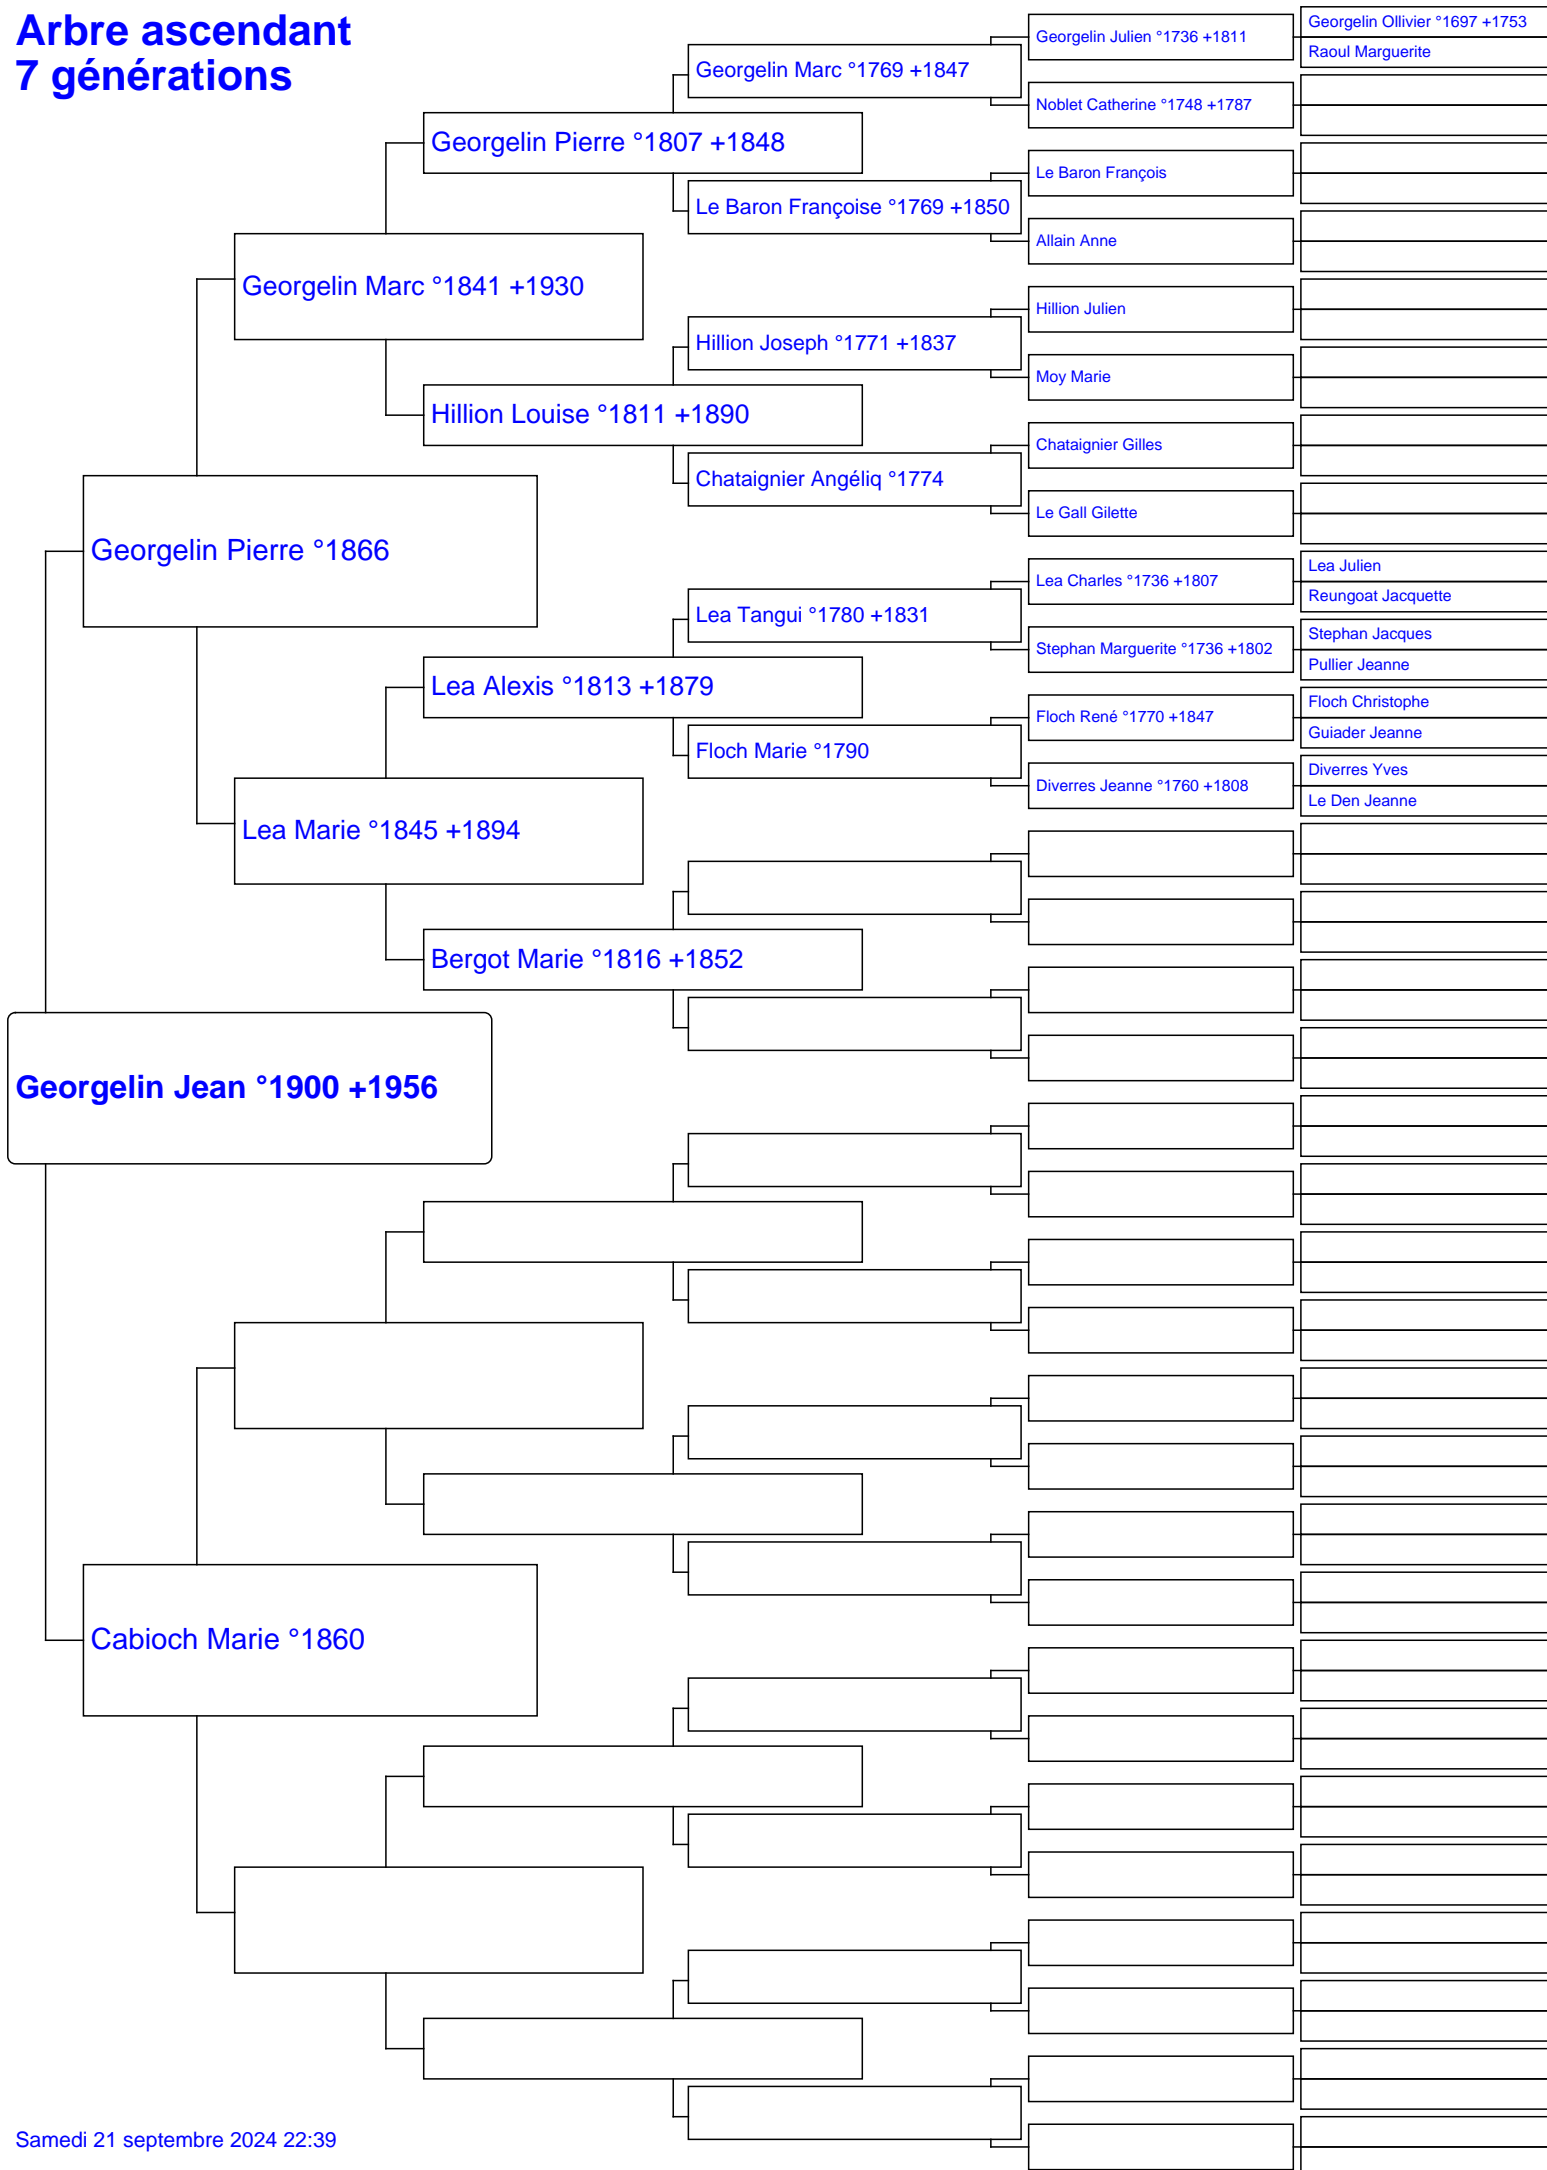 Arbre ascendant
7 générations
Georgelin Jean °1900 +1956
Georgelin Pierre °1866
Cabioch Marie °1860
Georgelin Marc °1841 +1930
Lea Marie °1845 +1894
Georgelin Pierre °1807 +1848
Hillion Louise °1811 +1890
Lea Alexis °1813 +1879
Bergot Marie °1816 +1852
Georgelin Marc °1769 +1847
Le Baron Françoise °1769 +1850
Hillion Joseph °1771 +1837
Chataignier Angéliq °1774
Lea Tangui °1780 +1831
Floch Marie °1790
Georgelin Julien °1736 +1811
Noblet Catherine °1748 +1787
Le Baron François
Allain Anne
Hillion Julien
Moy Marie
Chataignier Gilles
Le Gall Gilette
Lea Charles °1736 +1807
Stephan Marguerite °1736 +1802
Floch René °1770 +1847
Diverres Jeanne °1760 +1808
Georgelin Ollivier °1697 +1753
Raoul Marguerite
Lea Julien
Reungoat Jacquette
Stephan Jacques
Pullier Jeanne
Floch Christophe
Guiader Jeanne
Diverres Yves
Le Den Jeanne
Samedi 21 septembre 2024 22:39